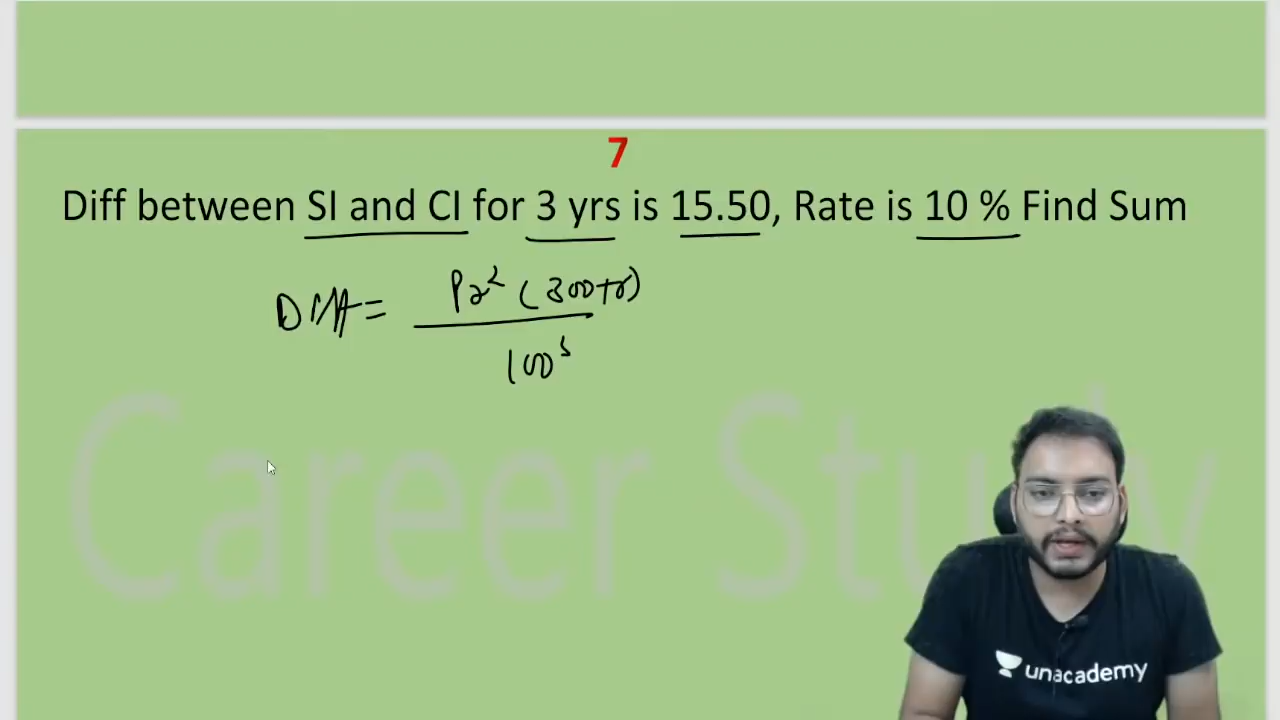 7
Diff between SI and CI for 3 yrs is 15.50, Rate is 10 % Find Sum
Diff = Pr² (300+r)
100³
Career Study
unacademy